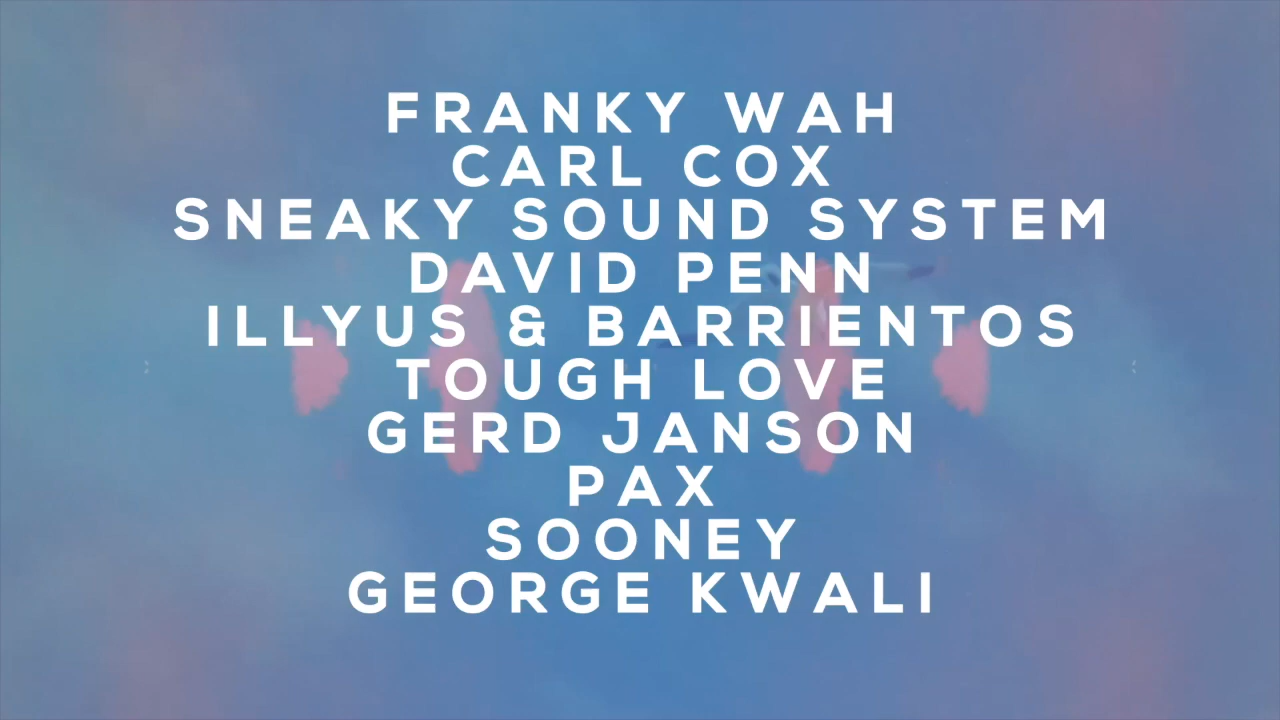 FRANKY WAH
CARL COX
SNEAKY SOUND SYSTEM
DAVID PENN
ILLYUS & BARRIENTOS
TOUGH LOVE
GERD JANSON
PAX
SOONEY
GEORGE KWALI